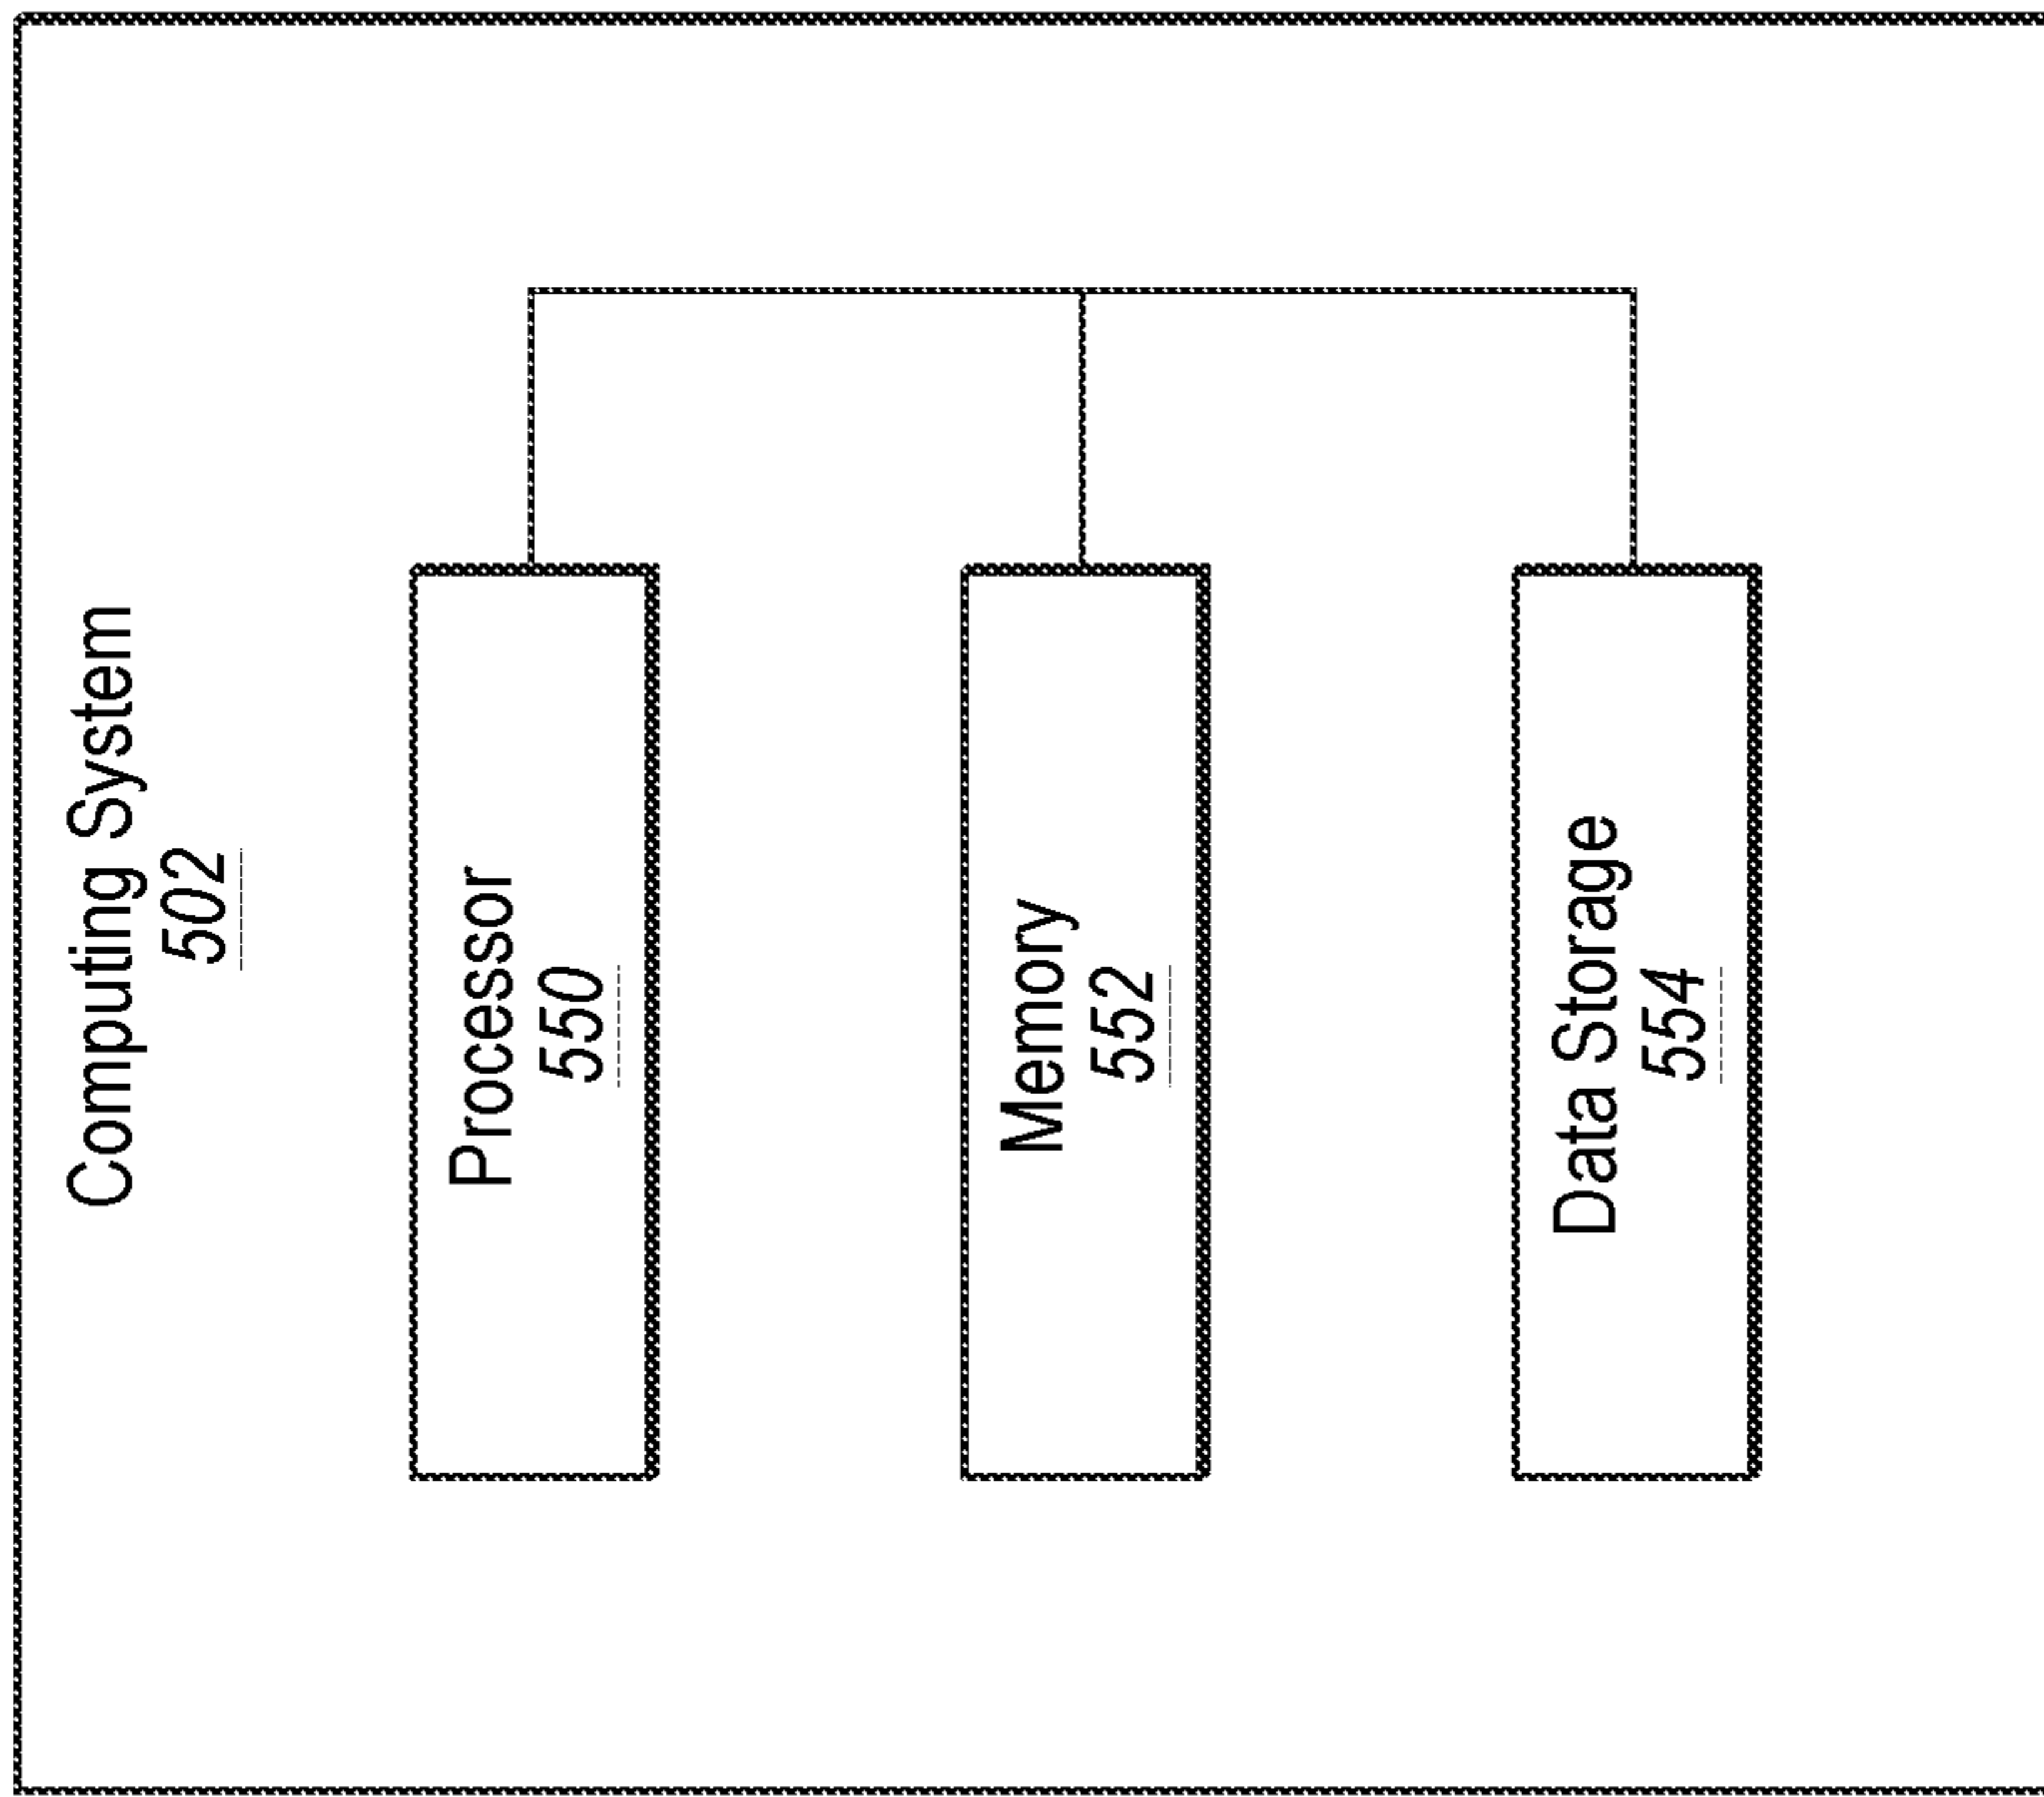 Computing System
502
Processor
550
Memory
552
Data Storage
554